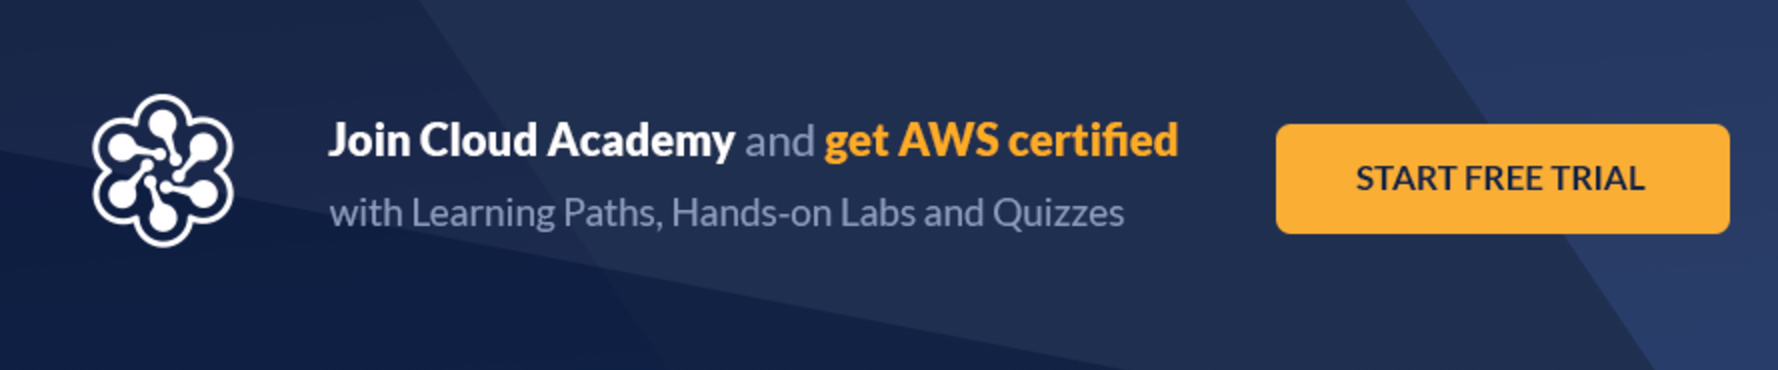 Join Cloud Academy and get AWS certified
with Learning Paths, Hands-on Labs and Quizzes
START FREE TRIAL